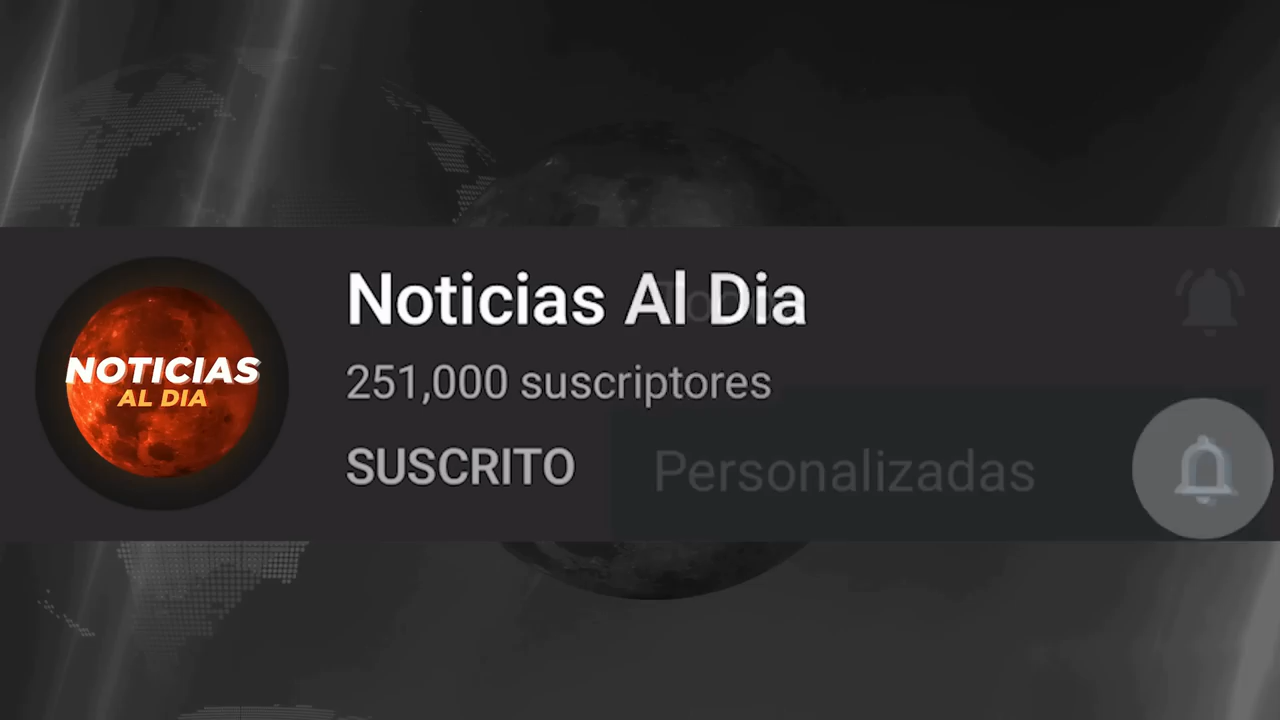 NOTICIAS
AL DIA
Noticias Al Dia
251,000 suscriptores
SUSCRITO
Personalizadas